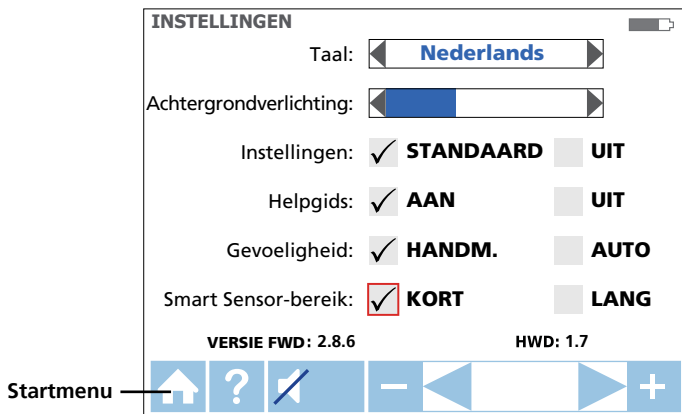 INSTELLINGEN
Taal: Nederlands
Achtergrondverlichting:
Instellingen: STANDAARD UIT
Helpgids: AAN UIT
Gevoeligheid: HANDM. AUTO
Smart Sensor-bereik: KORT LANG
VERSIE FWD: 2.8.6 HWD: 1.7
Startmenu ? − +